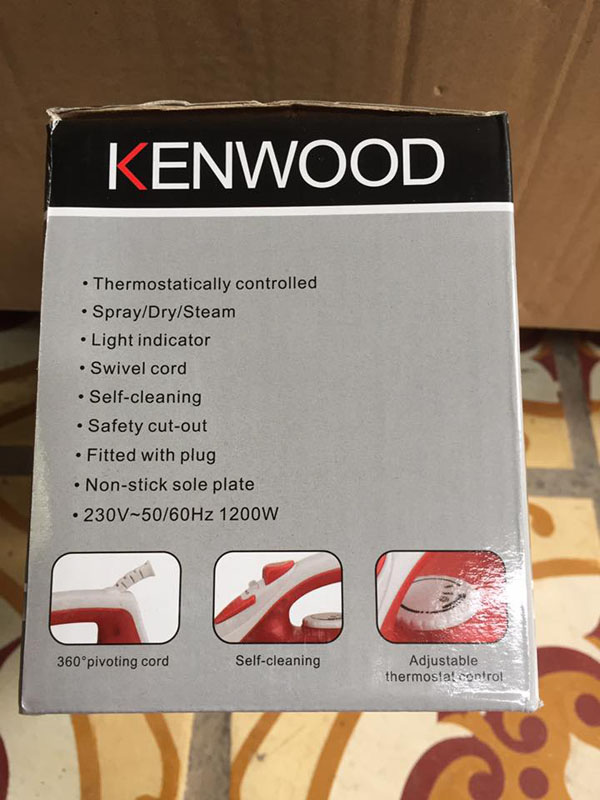 KENWOOD
• Thermostatically controlled
• Spray/Dry/Steam
• Light indicator
• Swivel cord
• Self-cleaning
• Safety cut-out
• Fitted with plug
• Non-stick sole plate
• 230V~50/60Hz 1200W
360°pivoting cord
Self-cleaning
Adjustable
thermostat control